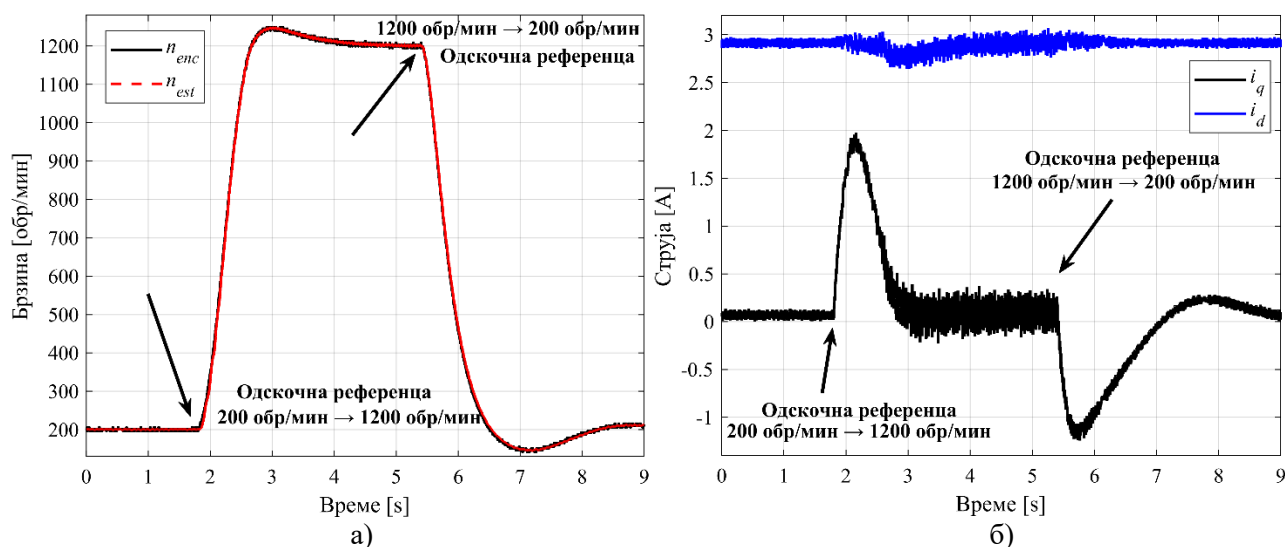 1200 обр/мин → 200 обр/мин
Одскочна референца
n_enc
n_est
1200
1100
1000
900
800
700
600
500
400
300
200
Брзина [обр/мин]
Одскочна референца
200 обр/мин → 1200 обр/мин
0 1 2 3 4 5 6 7 8 9
Време [s]
а)
3
2.5
2
1.5
1
0.5
0
-0.5
-1
Струја [A]
i_q
i_d
Одскочна референца
1200 обр/мин → 200 обр/мин
Одскочна референца
200 обр/мин → 1200 обр/мин
0 1 2 3 4 5 6 7 8 9
Време [s]
б)